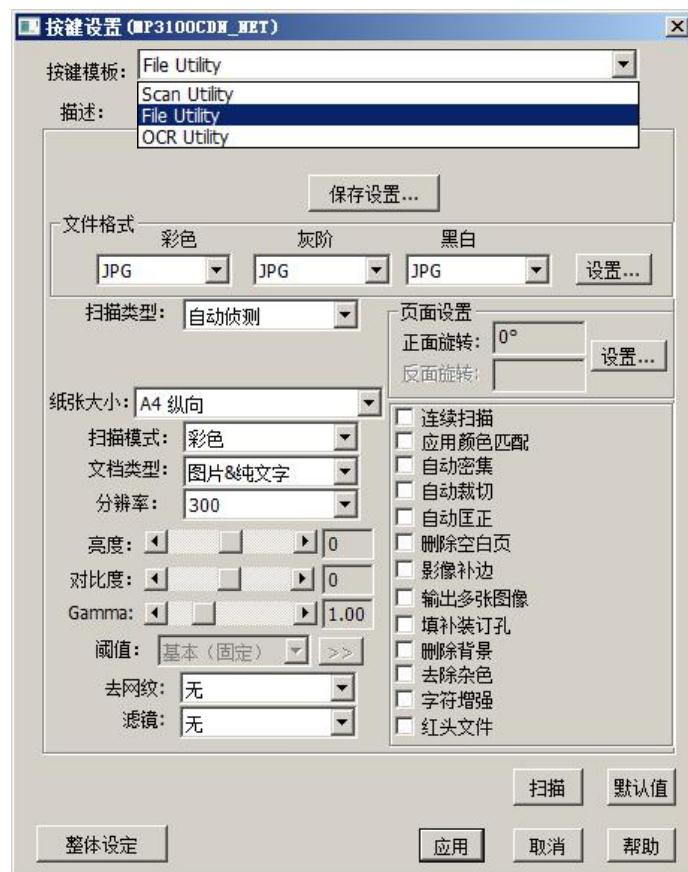 按键设置(MP3100CDN_NET)
按键模板: File Utility
Scan Utility
描述: File Utility
OCR Utility
保存设置...
文件格式
彩色 灰阶 黑白
JPG JPG JPG 设置...
扫描类型: 自动侦测
页面设置
正面旋转: 0°
设置...
反面旋转:
纸张大小: A4 纵向
扫描模式: 彩色
文档类型: 图片&纯文字
分辨率: 300
亮度: 0
对比度: 0
Gamma: 1.00
阈值: 基本（固定） >>
去网纹: 无
滤镜: 无
连续扫描
应用颜色匹配
自动密集
自动裁切
自动匡正
删除空白页
影像补边
输出多张图像
填补装订孔
删除背景
去除杂色
字符增强
红头文件
扫描 默认值
整体设定 应用 取消 帮助